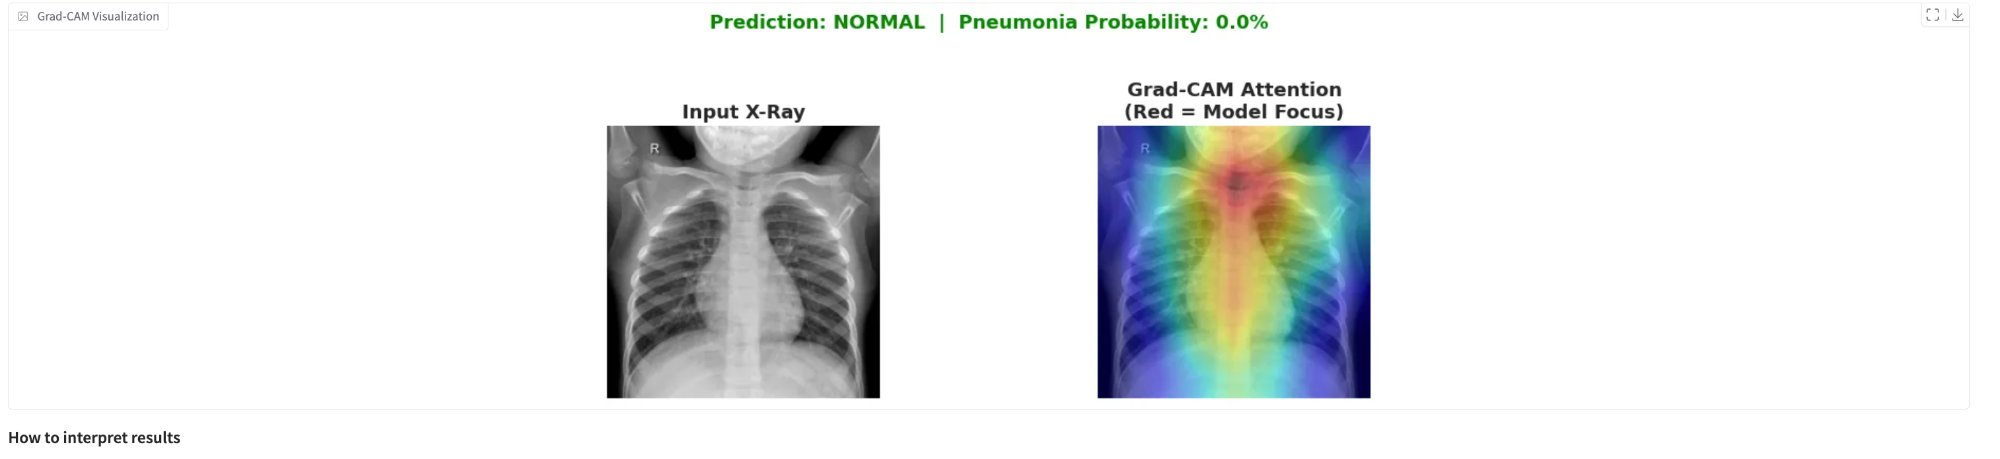 Grad-CAM Visualization
Prediction: NORMAL | Pneumonia Probability: 0.0%
Input X-Ray
R
Grad-CAM Attention
(Red = Model Focus)
R
How to interpret results